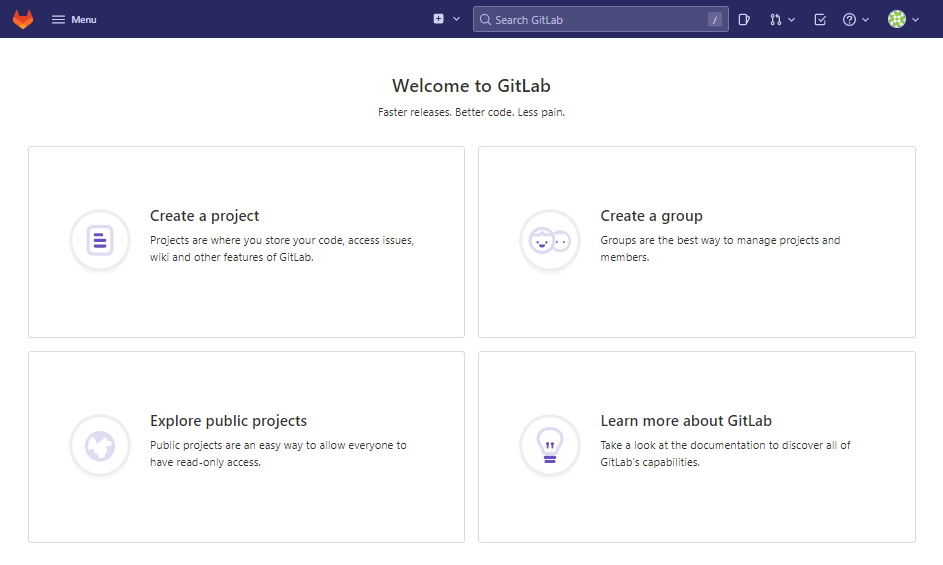 Menu
Search GitLab
/
Welcome to GitLab
Faster releases. Better code. Less pain.
Create a project
Projects are where you store your code, access issues,
wiki and other features of GitLab.
Create a group
Groups are the best way to manage projects and
members.
Explore public projects
Public projects are an easy way to allow everyone to
have read-only access.
Learn more about GitLab
Take a look at the documentation to discover all of
GitLab's capabilities.